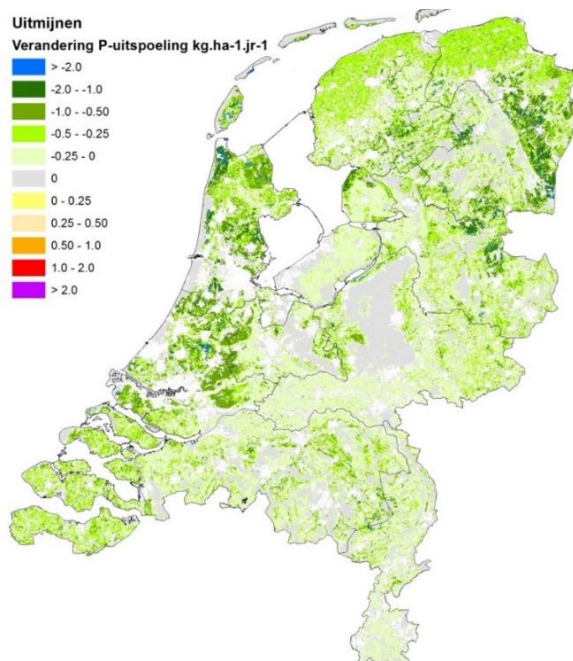 Uitmijnen
Verandering P-uitspoeling kg.ha-1.jr-1
> -2.0
-2.0 - -1.0
-1.0 - -0.50
-0.5 - -0.25
-0.25 - 0
0
0 - 0.25
0.25 - 0.50
0.50 - 1.0
1.0 - 2.0
> 2.0